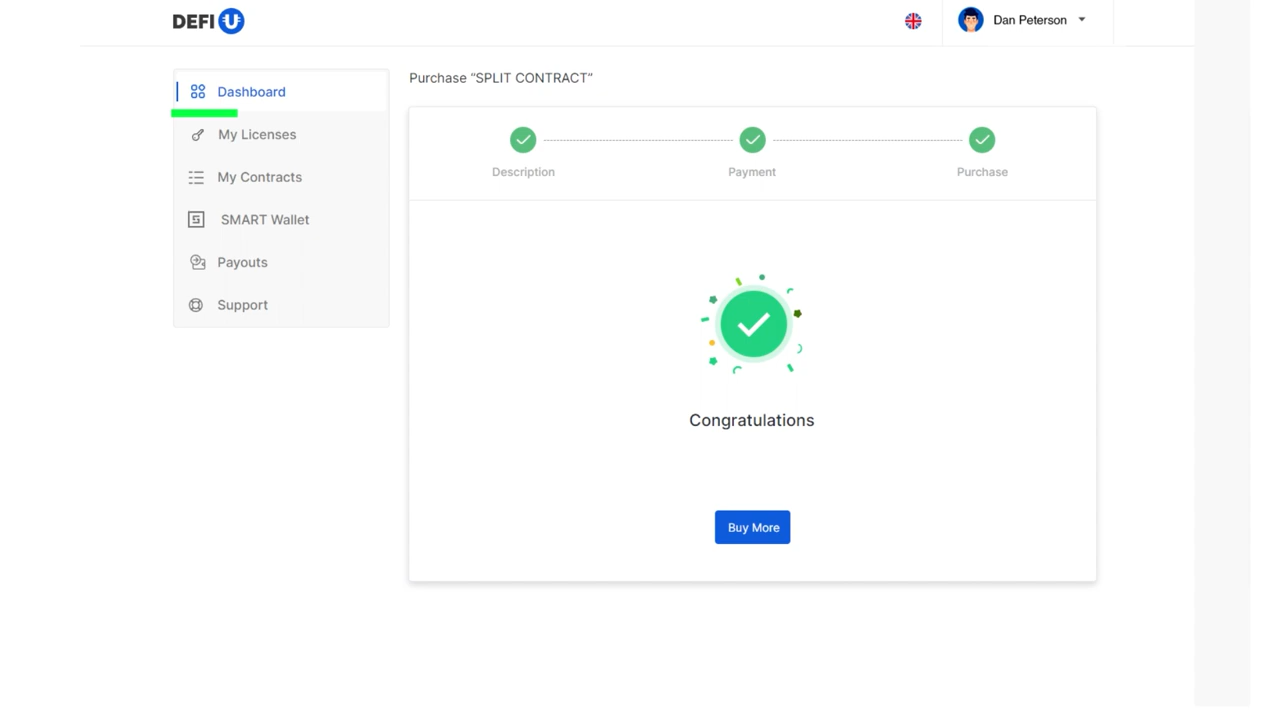 DEFI U
Dan Peterson
Dashboard
My Licenses
My Contracts
SMART Wallet
Payouts
Support
Purchase “SPLIT CONTRACT”
Description
Payment
Purchase
Congratulations
Buy More